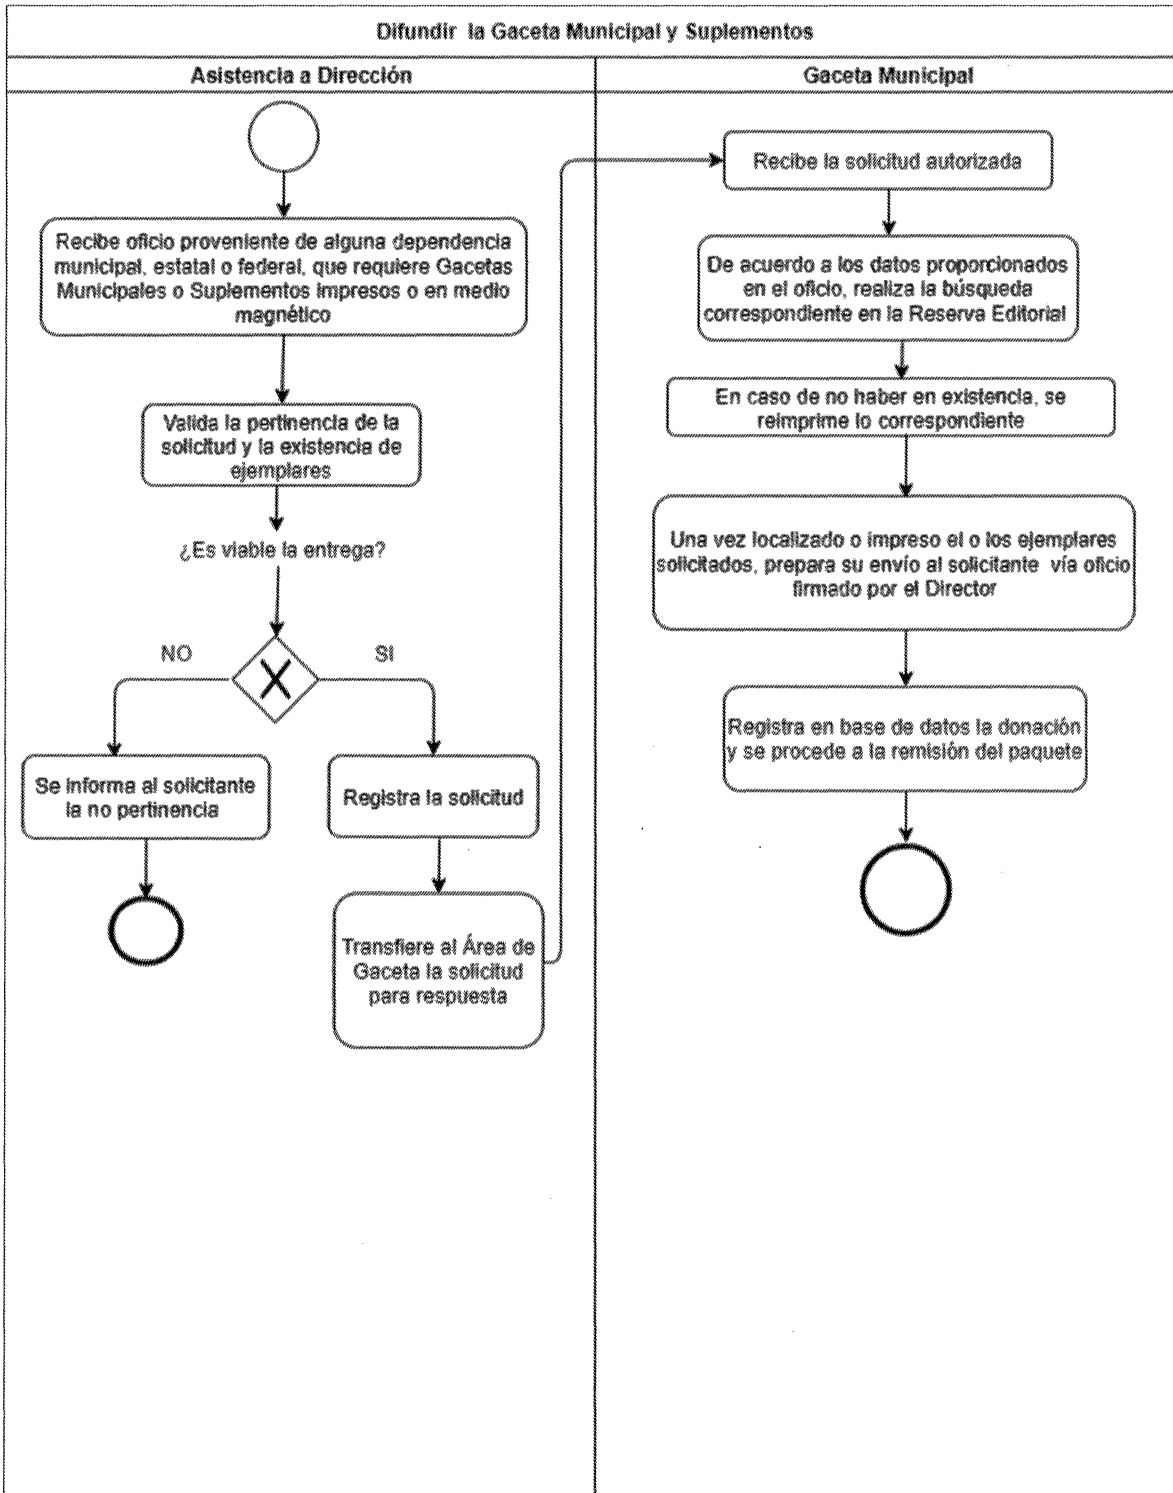 Difundir la Gaceta Municipal y Suplementos
Asistencia a Dirección
Gaceta Municipal
Recibe oficio proveniente de alguna dependencia
municipal, estatal o federal, que requiere Gacetas
Municipales o Suplementos impresos o en medio
magnético
Valida la pertinencia de la
solicitud y la existencia de
ejemplares
¿Es viable la entrega?
NO
SI
Se informa al solicitante
la no pertinencia
Registra la solicitud
Transfiere al Área de
Gaceta la solicitud
para respuesta
Recibe la solicitud autorizada
De acuerdo a los datos proporcionados
en el oficio, realiza la búsqueda
correspondiente en la Reserva Editorial
En caso de no haber en existencia, se
reimprime lo correspondiente
Una vez localizado o impreso el o los ejemplares
solicitados, prepara su envío al solicitante vía oficio
firmado por el Director
Registra en base de datos la donación
y se procede a la remisión del paquete